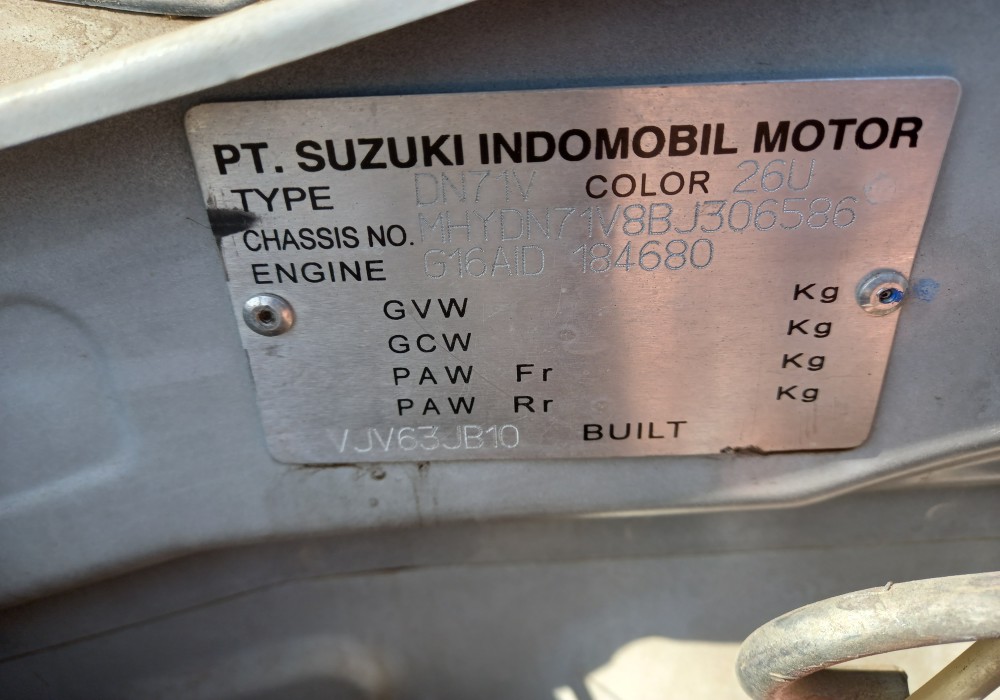 PT. SUZUKI INDOMOBIL MOTOR
TYPE DN71V COLOR 26U
CHASSIS NO. MHYDN71V8BJ306586
ENGINE G16AID 184680
GVW Kg
GCW Kg
PAW Fr Kg
PAW Rr Kg
VJV63JB10 BUILT